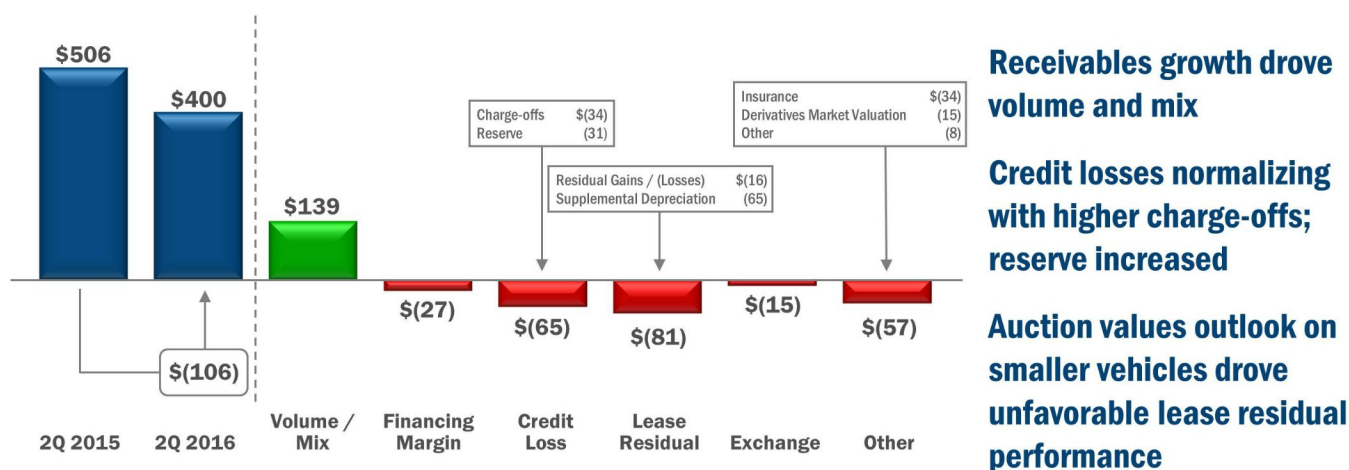 $506
$400
$(106)
$139
$(27)
$(65)
$(81)
$(15)
$(57)
Charge-offs $(34)
Reserve (31)
Residual Gains / (Losses) $(16)
Supplemental Depreciation (65)
Insurance $(34)
Derivatives Market Valuation (15)
Other (8)
2Q 2015
2Q 2016
Volume /
Mix
Financing
Margin
Credit
Loss
Lease
Residual
Exchange
Other
Receivables growth drove
volume and mix
Credit losses normalizing
with higher charge-offs;
reserve increased
Auction values outlook on
smaller vehicles drove
unfavorable lease residual
performance